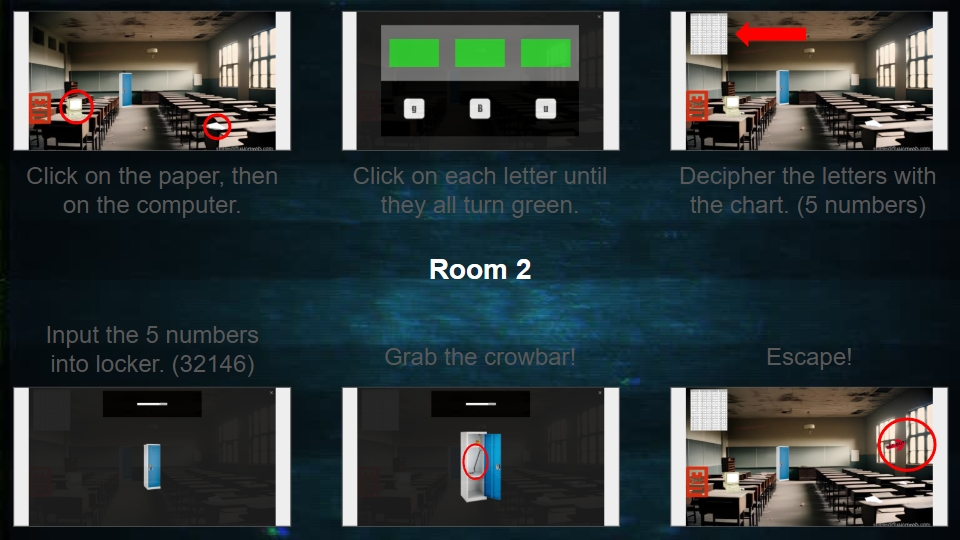 g B u
Click on the paper, then
on the computer.
Click on each letter until
they all turn green.
Decipher the letters with
the chart. (5 numbers)
Room 2
Input the 5 numbers
into locker. (32146)
Grab the crowbar!
Escape!